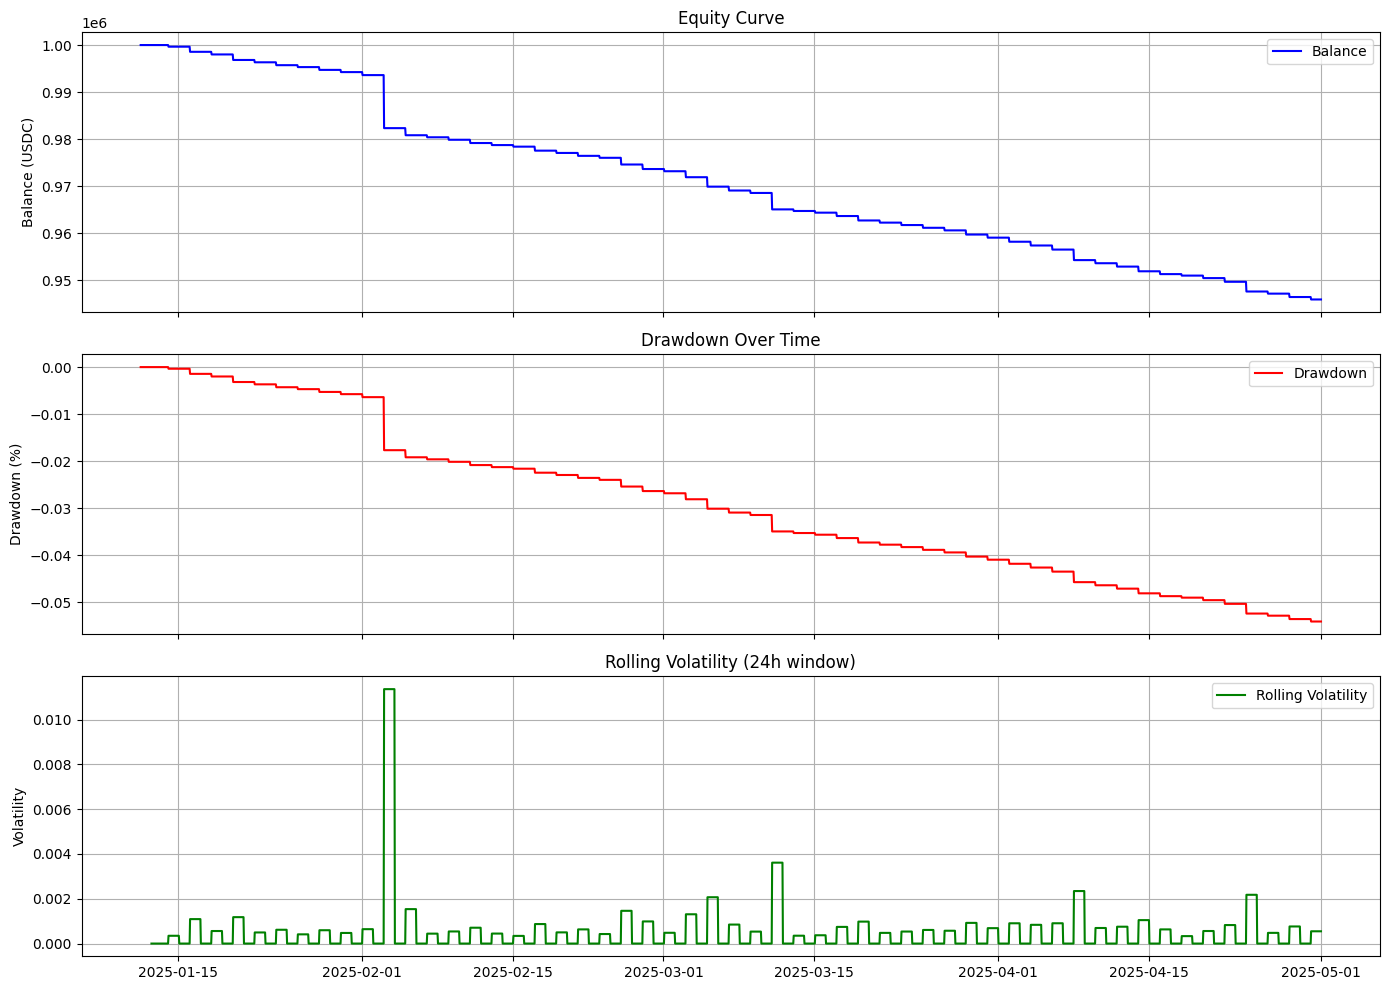 Equity Curve
1e6
Balance
1.00
0.99
0.98
0.97
0.96
0.95
Balance (USDC)
Drawdown Over Time
Drawdown
0.00
−0.01
−0.02
−0.03
−0.04
−0.05
Drawdown (%)
Rolling Volatility (24h window)
Rolling Volatility
0.010
0.008
0.006
0.004
0.002
0.000
Volatility
2025-01-15 2025-02-01 2025-02-15 2025-03-01 2025-03-15 2025-04-01 2025-04-15 2025-05-01